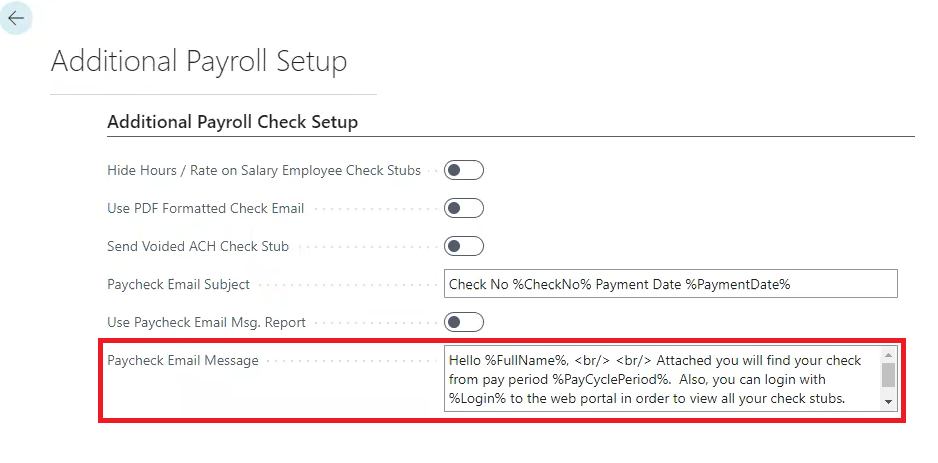 Additional Payroll Setup
Additional Payroll Check Setup
Hide Hours / Rate on Salary Employee Check Stubs
Use PDF Formatted Check Email
Send Voided ACH Check Stub
Paycheck Email Subject
Check No %CheckNo% Payment Date %PaymentDate%
Use Paycheck Email Msg. Report
Paycheck Email Message
Hello %FullName%, <br/> <br/> Attached you will find your check
from pay period %PayCyclePeriod%.  Also, you can login with
%Login% to the web portal in order to view all your check stubs.